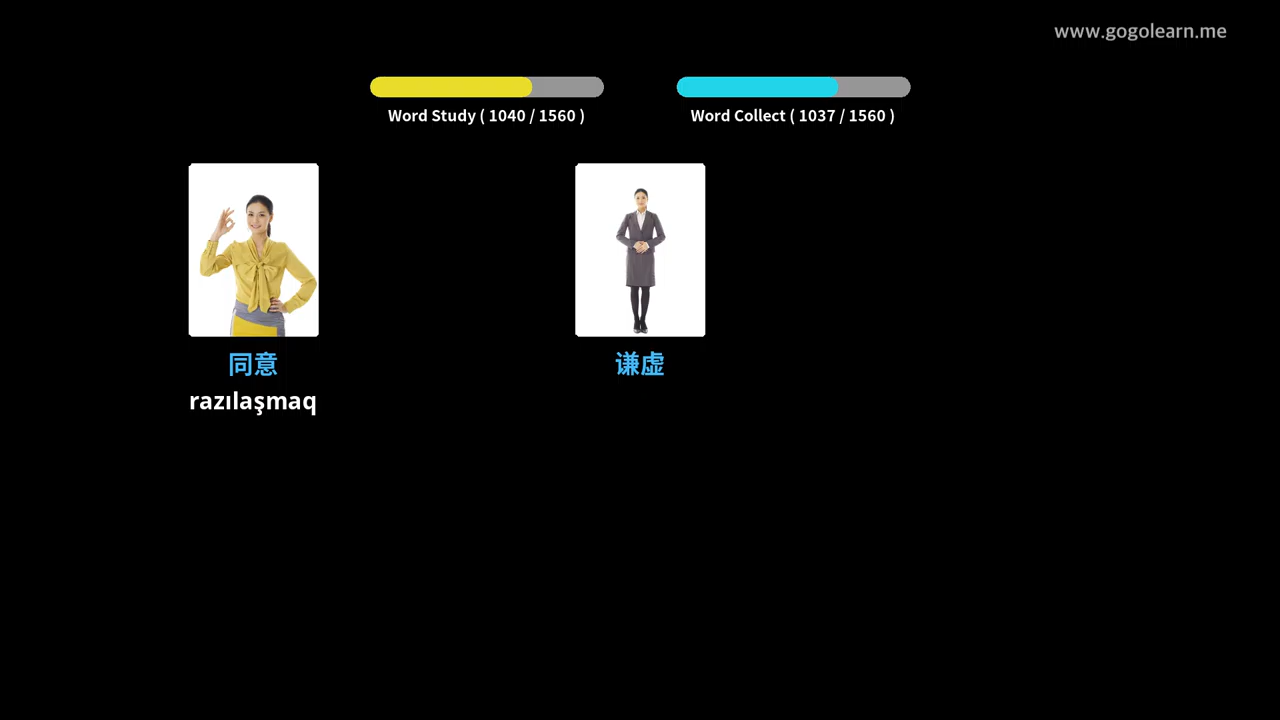 www.gogolearn.me
Word Study ( 1040 / 1560 )
Word Collect ( 1037 / 1560 )
同意
谦虚
razılaşmaq